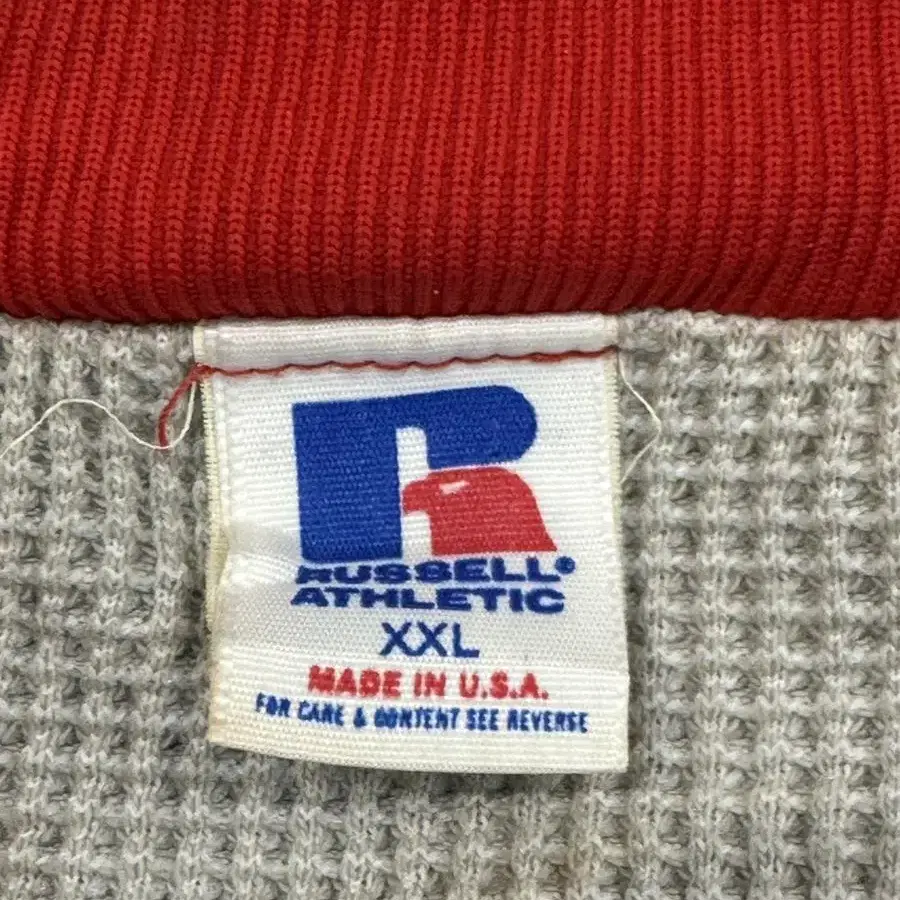 R
RUSSELL®
ATHLETIC
XXL
MADE IN U.S.A.
FOR CARE & CONTENT SEE REVERSE